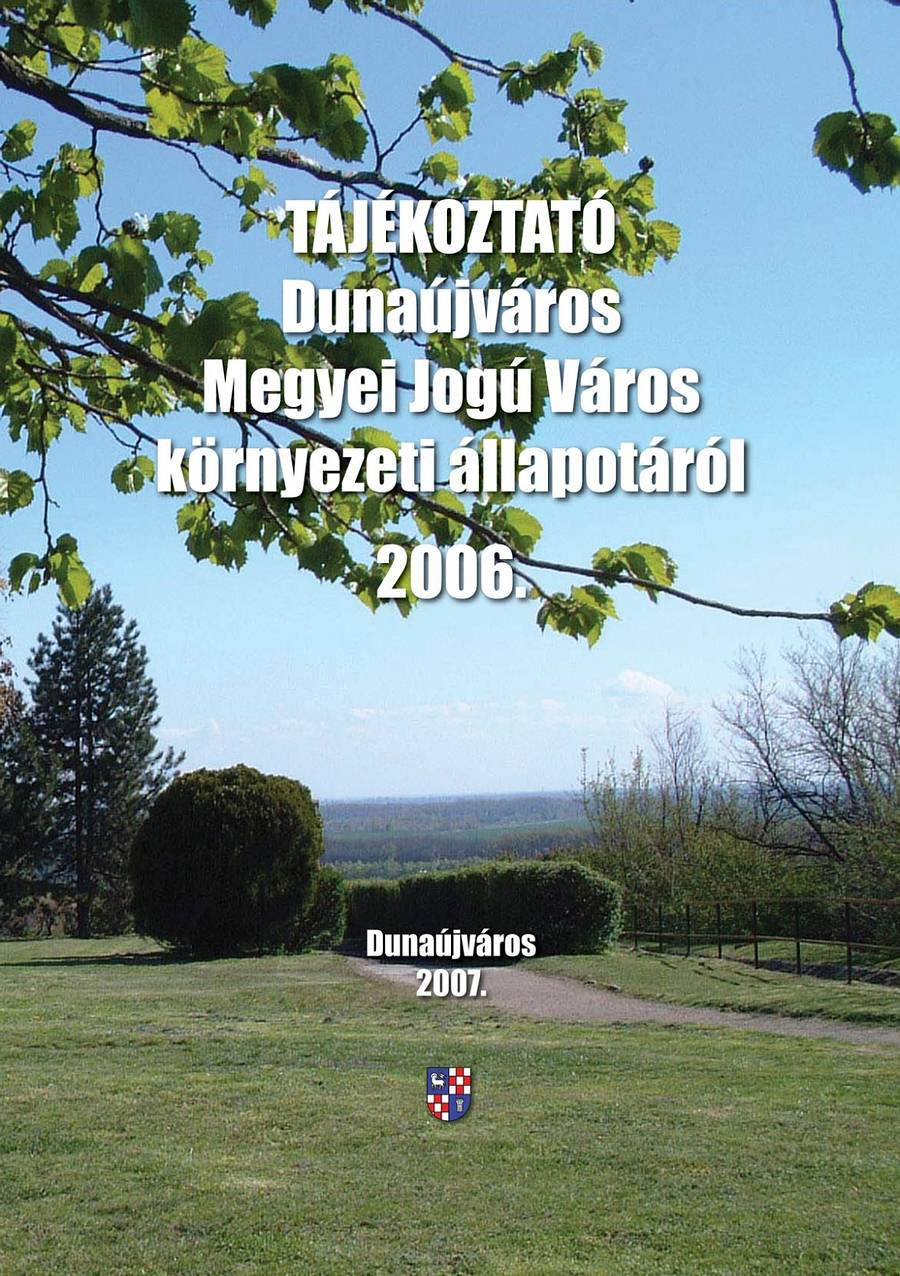 TÁJÉKOZTATÓ
Dunaújváros
Megyei Jogú Város
környezeti állapotáról
2006.
Dunaújváros
2007.